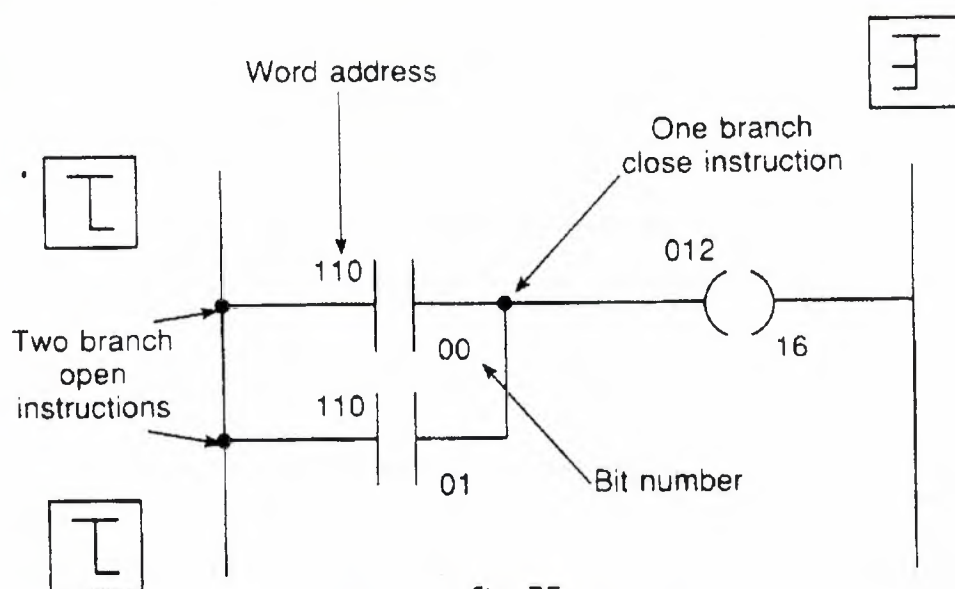 Word address
One branch
close instruction
012
110
Two branch
open
instructions
00
16
110
01
Bit number